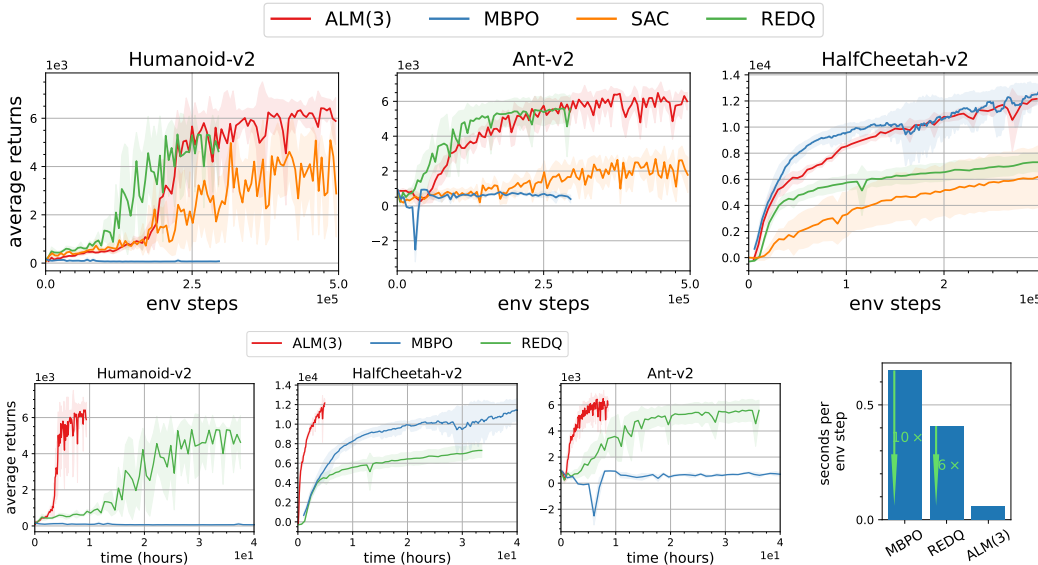 ALM(3) MBPO SAC REDQ
Humanoid-v2 Ant-v2 HalfCheetah-v2
1e3 1e3 1e4
average returns
6
4
2
0
0.0 2.5 5.0
env steps
1e5
6
4
2
0
−2
0.0 2.5 5.0
env steps
1e5
1.4
1.2
1.0
0.8
0.6
0.4
0.2
0.0
0 1 2
env steps
1e5
ALM(3) MBPO REDQ
Humanoid-v2 HalfCheetah-v2 Ant-v2
1e3 1e4 1e3
average returns
6
4
2
0
0 1 2 3 4
time (hours)
1e1
1.4
1.2
1.0
0.8
0.6
0.4
0.2
0.0
0 1 2 3 4
time (hours)
1e1
6
4
2
0
−2
0 1 2 3 4
time (hours)
1e1
seconds per
env step
0.5
0.0
10 ×
6 ×
MBPO REDQ ALM(3)